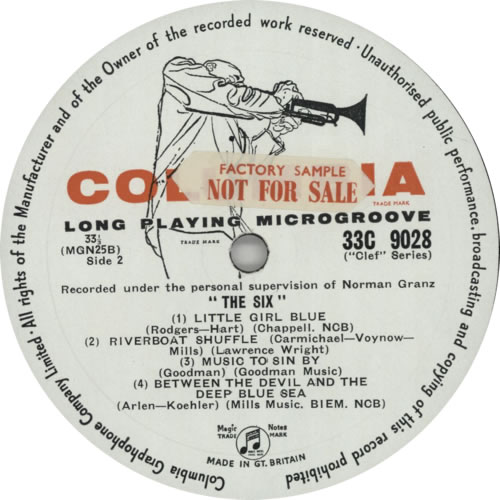 All rights of the Manufacturer and of the Owner of the recorded work reserved · Unauthorised public performance, broadcasting and copying of this record prohibited
Columbia Graphophone Company Limited ·
FACTORY SAMPLE
NOT FOR SALE
COL IA
TRADE MARK
LONG PLAYING MICROGROOVE
33⅓
TRADE MARK
33C 9028
(MGN25B)
("Clef" Series)
Side 2
Recorded under the personal supervision of Norman Granz
"THE SIX"
(1) LITTLE GIRL BLUE
(Rodgers—Hart) (Chappell. NCB)
(2) RIVERBOAT SHUFFLE (Carmichael—Voynow—
Mills) (Lawrence Wright)
(3) MUSIC TO SIN BY
(Goodman) (Goodman Music)
(4) BETWEEN THE DEVIL AND THE
DEEP BLUE SEA
(Arlen—Koehler) (Mills Music. BIEM. NCB)
Magic Notes
TRADE MARK
MADE IN GT. BRITAIN